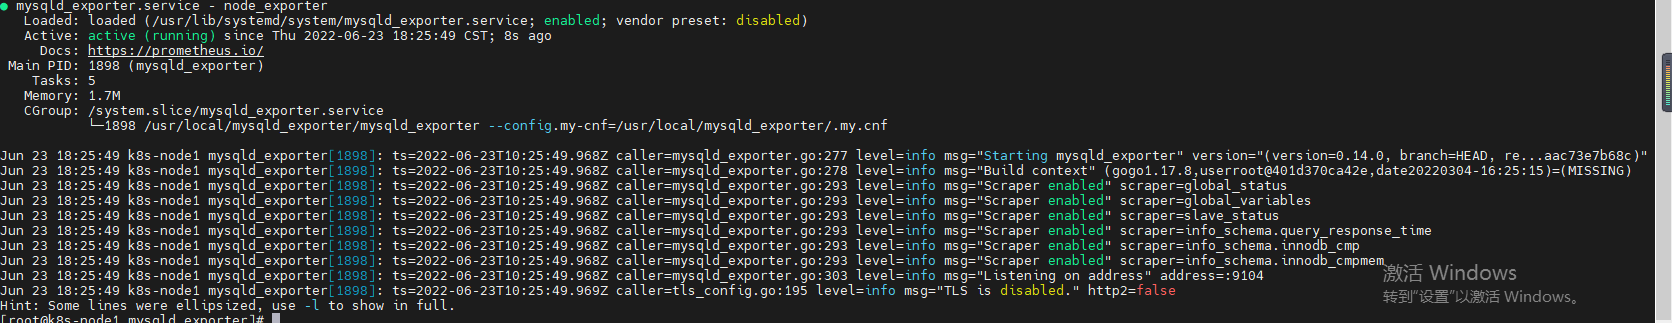 ● mysqld_exporter.service - node_exporter
Loaded: loaded (/usr/lib/systemd/system/mysqld_exporter.service; enabled; vendor preset: disabled)
Active: active (running) since Thu 2022-06-23 18:25:49 CST; 8s ago
Docs: https://prometheus.io/
Main PID: 1898 (mysqld_exporter)
Tasks: 5
Memory: 1.7M
CGroup: /system.slice/mysqld_exporter.service
└─1898 /usr/local/mysqld_exporter/mysqld_exporter --config.my-cnf=/usr/local/mysqld_exporter/.my.cnf
Jun 23 18:25:49 k8s-node1 mysqld_exporter[1898]: ts=2022-06-23T10:25:49.968Z caller=mysqld_exporter.go:277 level=info msg="Starting mysqld_exporter" version="(version=0.14.0, branch=HEAD, re...aac73e7b68c)"
Jun 23 18:25:49 k8s-node1 mysqld_exporter[1898]: ts=2022-06-23T10:25:49.968Z caller=mysqld_exporter.go:278 level=info msg="Build context" (gogo1.17.8,userroot@401d370ca42e,date20220304-16:25:15)=(MISSING)
Jun 23 18:25:49 k8s-node1 mysqld_exporter[1898]: ts=2022-06-23T10:25:49.968Z caller=mysqld_exporter.go:293 level=info msg="Scraper enabled" scraper=global_status
Jun 23 18:25:49 k8s-node1 mysqld_exporter[1898]: ts=2022-06-23T10:25:49.968Z caller=mysqld_exporter.go:293 level=info msg="Scraper enabled" scraper=global_variables
Jun 23 18:25:49 k8s-node1 mysqld_exporter[1898]: ts=2022-06-23T10:25:49.968Z caller=mysqld_exporter.go:293 level=info msg="Scraper enabled" scraper=slave_status
Jun 23 18:25:49 k8s-node1 mysqld_exporter[1898]: ts=2022-06-23T10:25:49.968Z caller=mysqld_exporter.go:293 level=info msg="Scraper enabled" scraper=info_schema.query_response_time
Jun 23 18:25:49 k8s-node1 mysqld_exporter[1898]: ts=2022-06-23T10:25:49.968Z caller=mysqld_exporter.go:293 level=info msg="Scraper enabled" scraper=info_schema.innodb_cmp
Jun 23 18:25:49 k8s-node1 mysqld_exporter[1898]: ts=2022-06-23T10:25:49.968Z caller=mysqld_exporter.go:293 level=info msg="Scraper enabled" scraper=info_schema.innodb_cmpmem
Jun 23 18:25:49 k8s-node1 mysqld_exporter[1898]: ts=2022-06-23T10:25:49.968Z caller=mysqld_exporter.go:303 level=info msg="Listening on address" address=:9104
Jun 23 18:25:49 k8s-node1 mysqld_exporter[1898]: ts=2022-06-23T10:25:49.969Z caller=tls_config.go:195 level=info msg="TLS is disabled." http2=false
Hint: Some lines were ellipsized, use -l to show in full.
[root@k8s-node1 mysqld_exporter]#
激活 Windows
转到“设置”以激活 Windows。